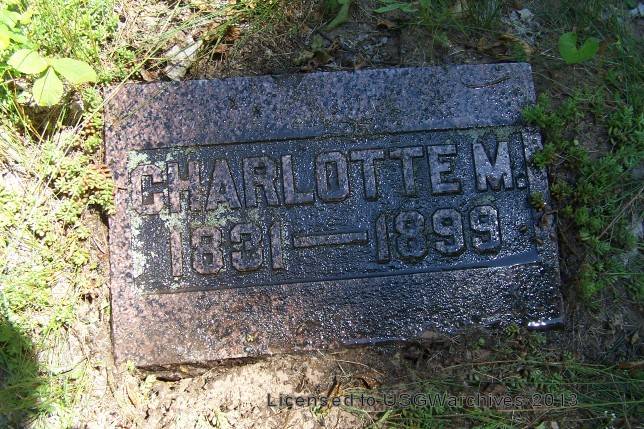 CHARLOTTE M.
1831—1899
Licensed to USGWarchives 2013